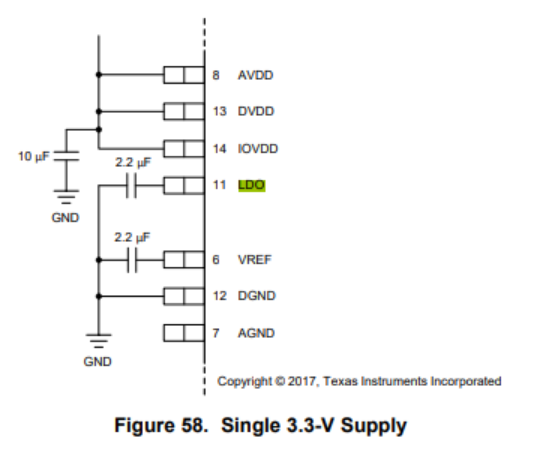 8 AVDD
13 DVDD
14 IOVDD
10 µF
2.2 µF
11 LDO
GND
2.2 µF
6 VREF
12 DGND
7 AGND
GND
Copyright © 2017, Texas Instruments Incorporated
Figure 58. Single 3.3-V Supply